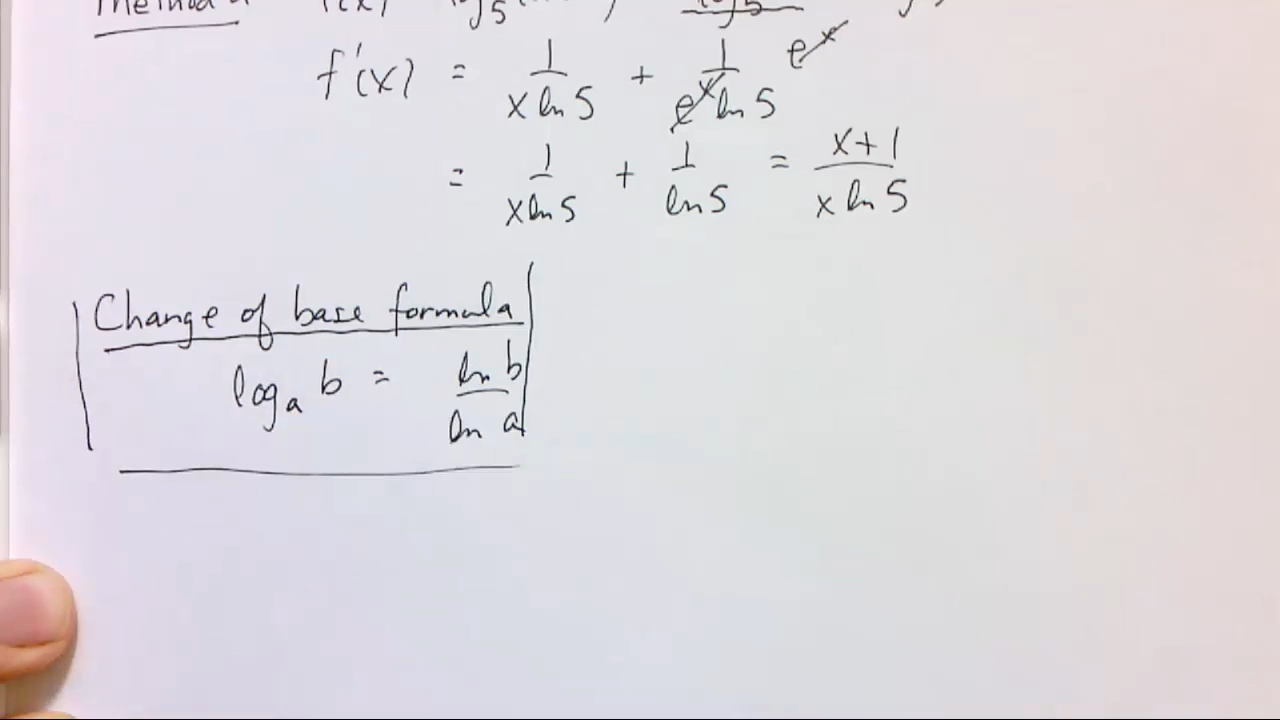 f'(x) = 1/(x ln 5) + 1/(e^x ln 5) e^x
= 1/(x ln 5) + 1/(ln 5) = (x+1)/(x ln 5)
Change of base formula
log_a b = ln b/ln a